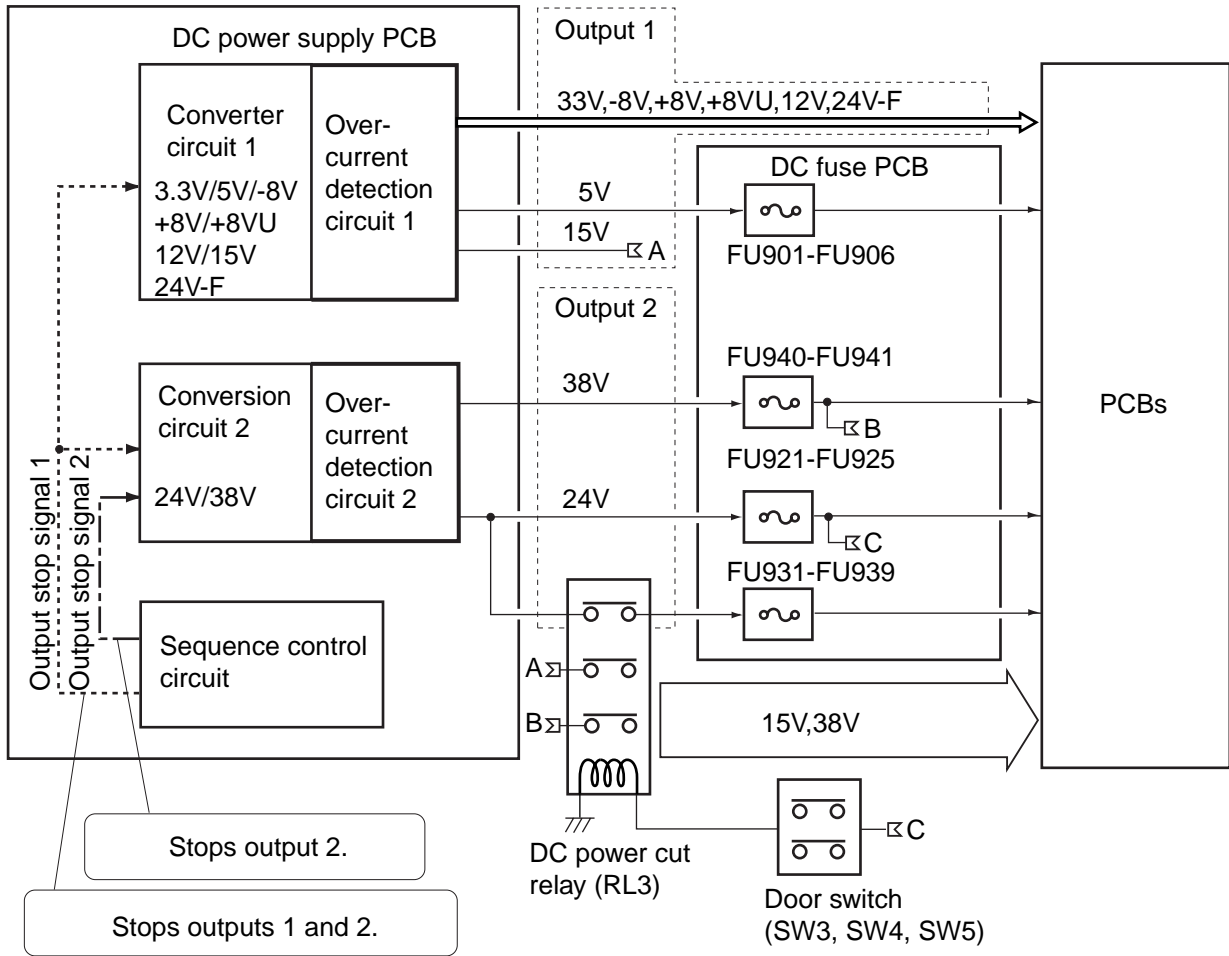 DC power supply PCB
Converter
circuit 1
3.3V/5V/-8V
+8V/+8VU
12V/15V
24V-F
Over-
current
detection
circuit 1
Output 1
33V,-8V,+8V,+8VU,12V,24V-F
5V
15V
A
DC fuse PCB
FU901-FU906
Output 2
Conversion
circuit 2
24V/38V
Over-
current
detection
circuit 2
38V
FU940-FU941
B
FU921-FU925
24V
C
FU931-FU939
PCBs
Output stop signal 1
Output stop signal 2
Sequence control
circuit
A
B
15V,38V
DC power cut
relay (RL3)
C
Door switch
(SW3, SW4, SW5)
Stops output 2.
Stops outputs 1 and 2.